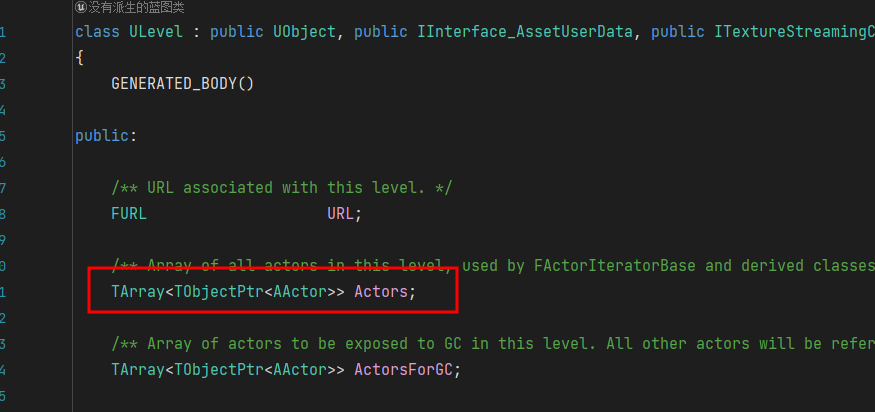 没有派生的蓝图类
1 class ULevel : public UObject, public IInterface_AssetUserData, public ITextureStreamingC
2 {
3 GENERATED_BODY()
4
5 public:
6
7 /** URL associated with this level. */
8 FURL URL;
9
0 /** Array of all actors in this level, used by FActorIteratorBase and derived classes
1 TArray<TObjectPtr<AActor>> Actors;
2
3 /** Array of actors to be exposed to GC in this level. All other actors will be refer
4 TArray<TObjectPtr<AActor>> ActorsForGC;
5